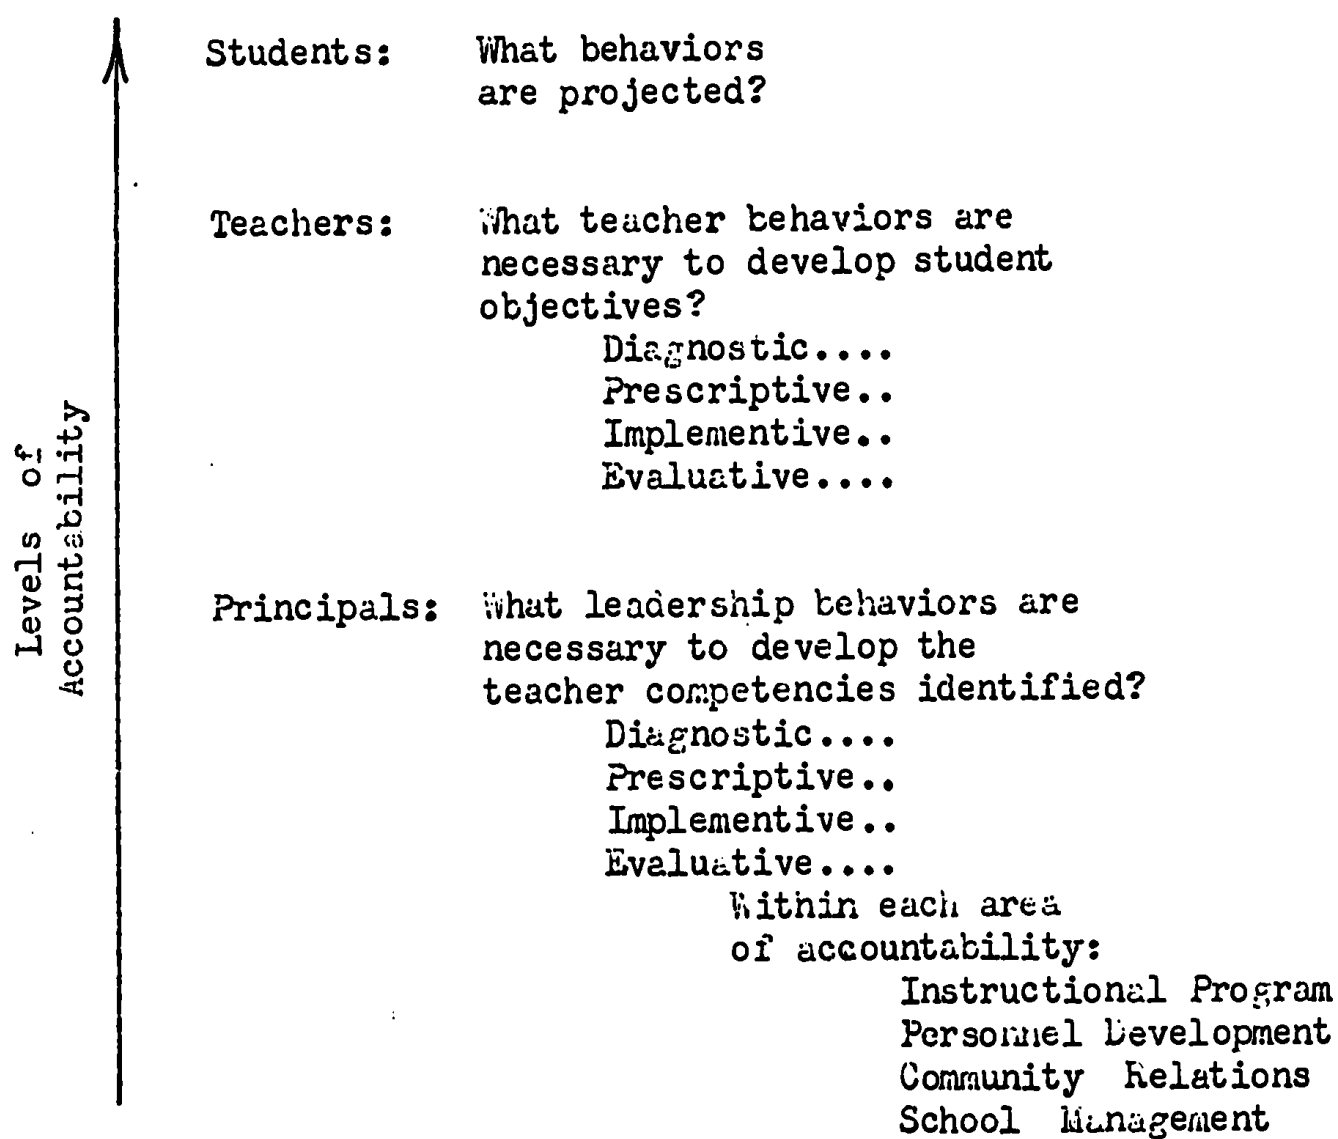 Levels of
Accountability
Students: What behaviors
are projected?
Teachers: What teacher behaviors are
necessary to develop student
objectives?
Diagnostic....
Prescriptive..
Implementive..
Evaluative....
Principals: What leadership behaviors are
necessary to develop the
teacher competencies identified?
Diagnostic....
Prescriptive..
Implementive..
Evaluative....
Within each area
of accountability:
Instructional Program
Personnel Development
Community Relations
School Management